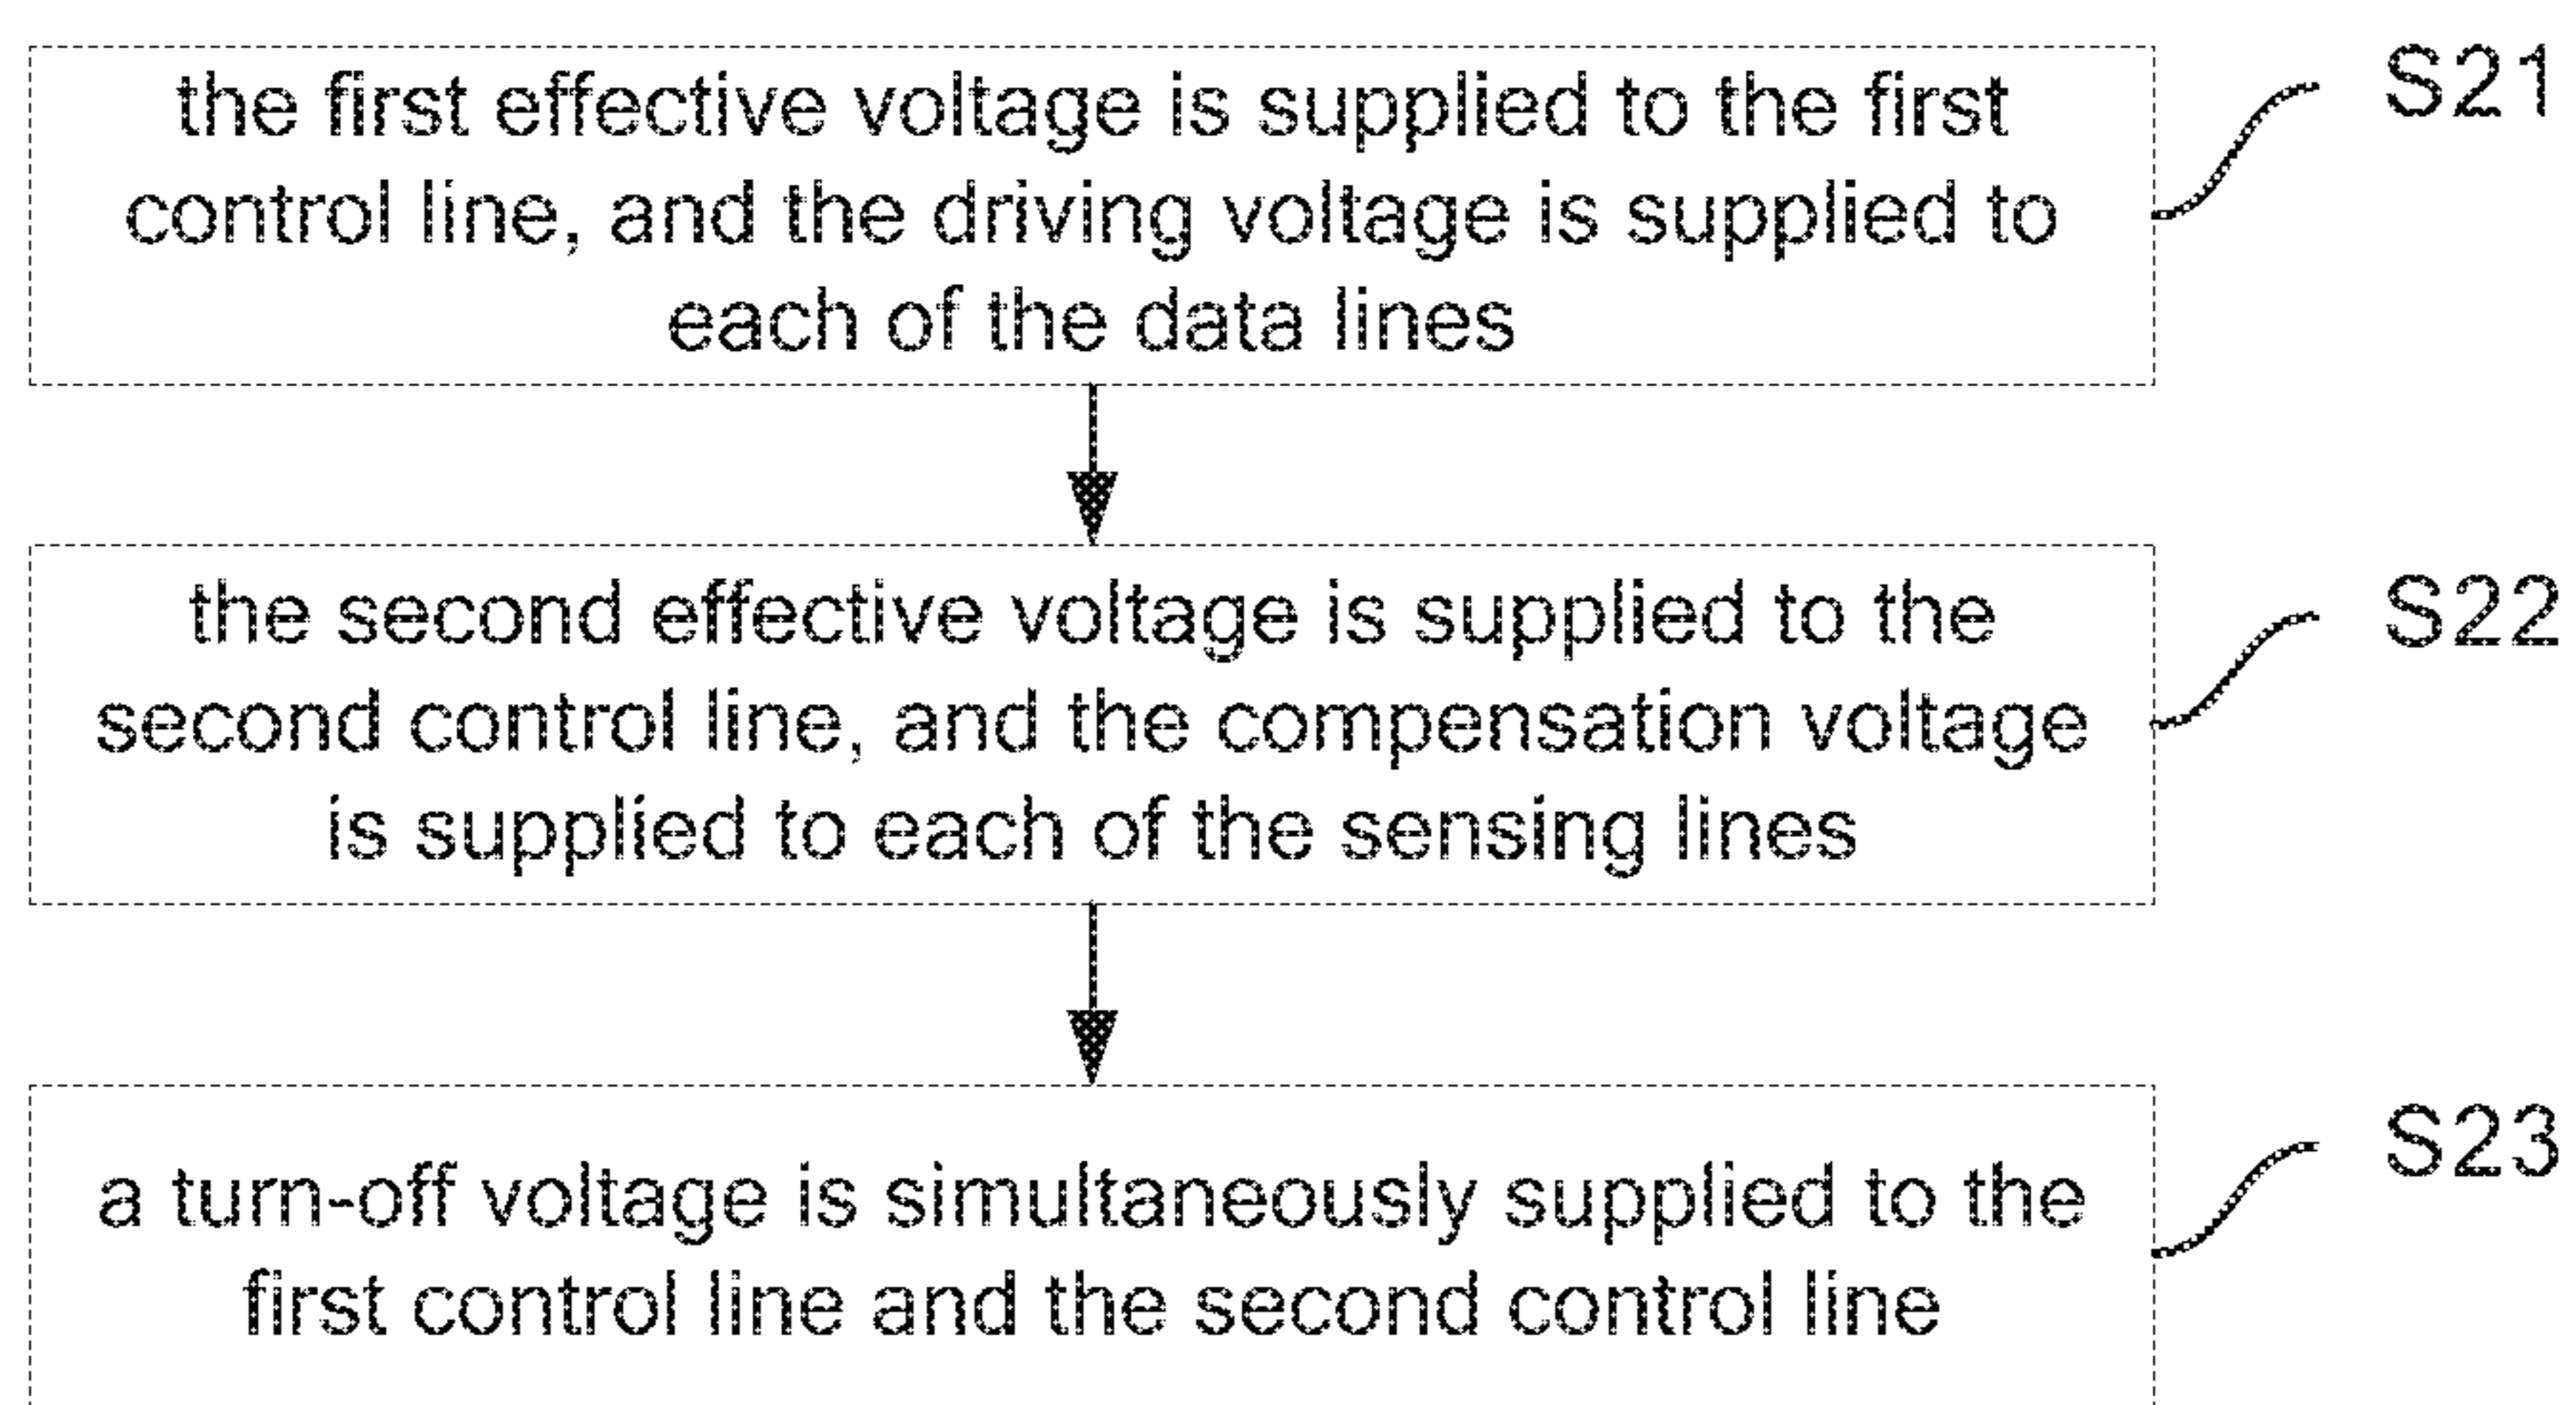 the first effective voltage is supplied to the first
control line, and the driving voltage is supplied to
each of the data lines
S21
the second effective voltage is supplied to the
second control line, and the compensation voltage
is supplied to each of the sensing lines
S22
a turn-off voltage is simultaneously supplied to the
first control line and the second control line
S23